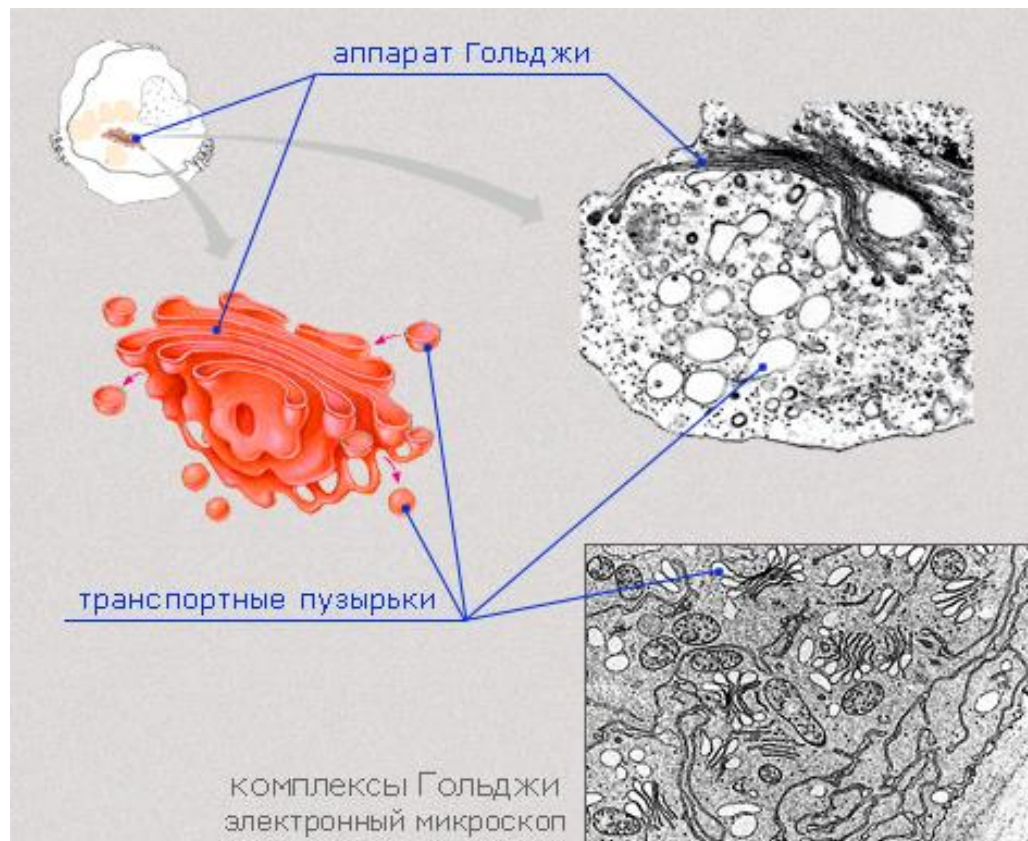 аппарат Гольджи
транспортные пузырьки
комплексы Гольджи
электронный микроскоп